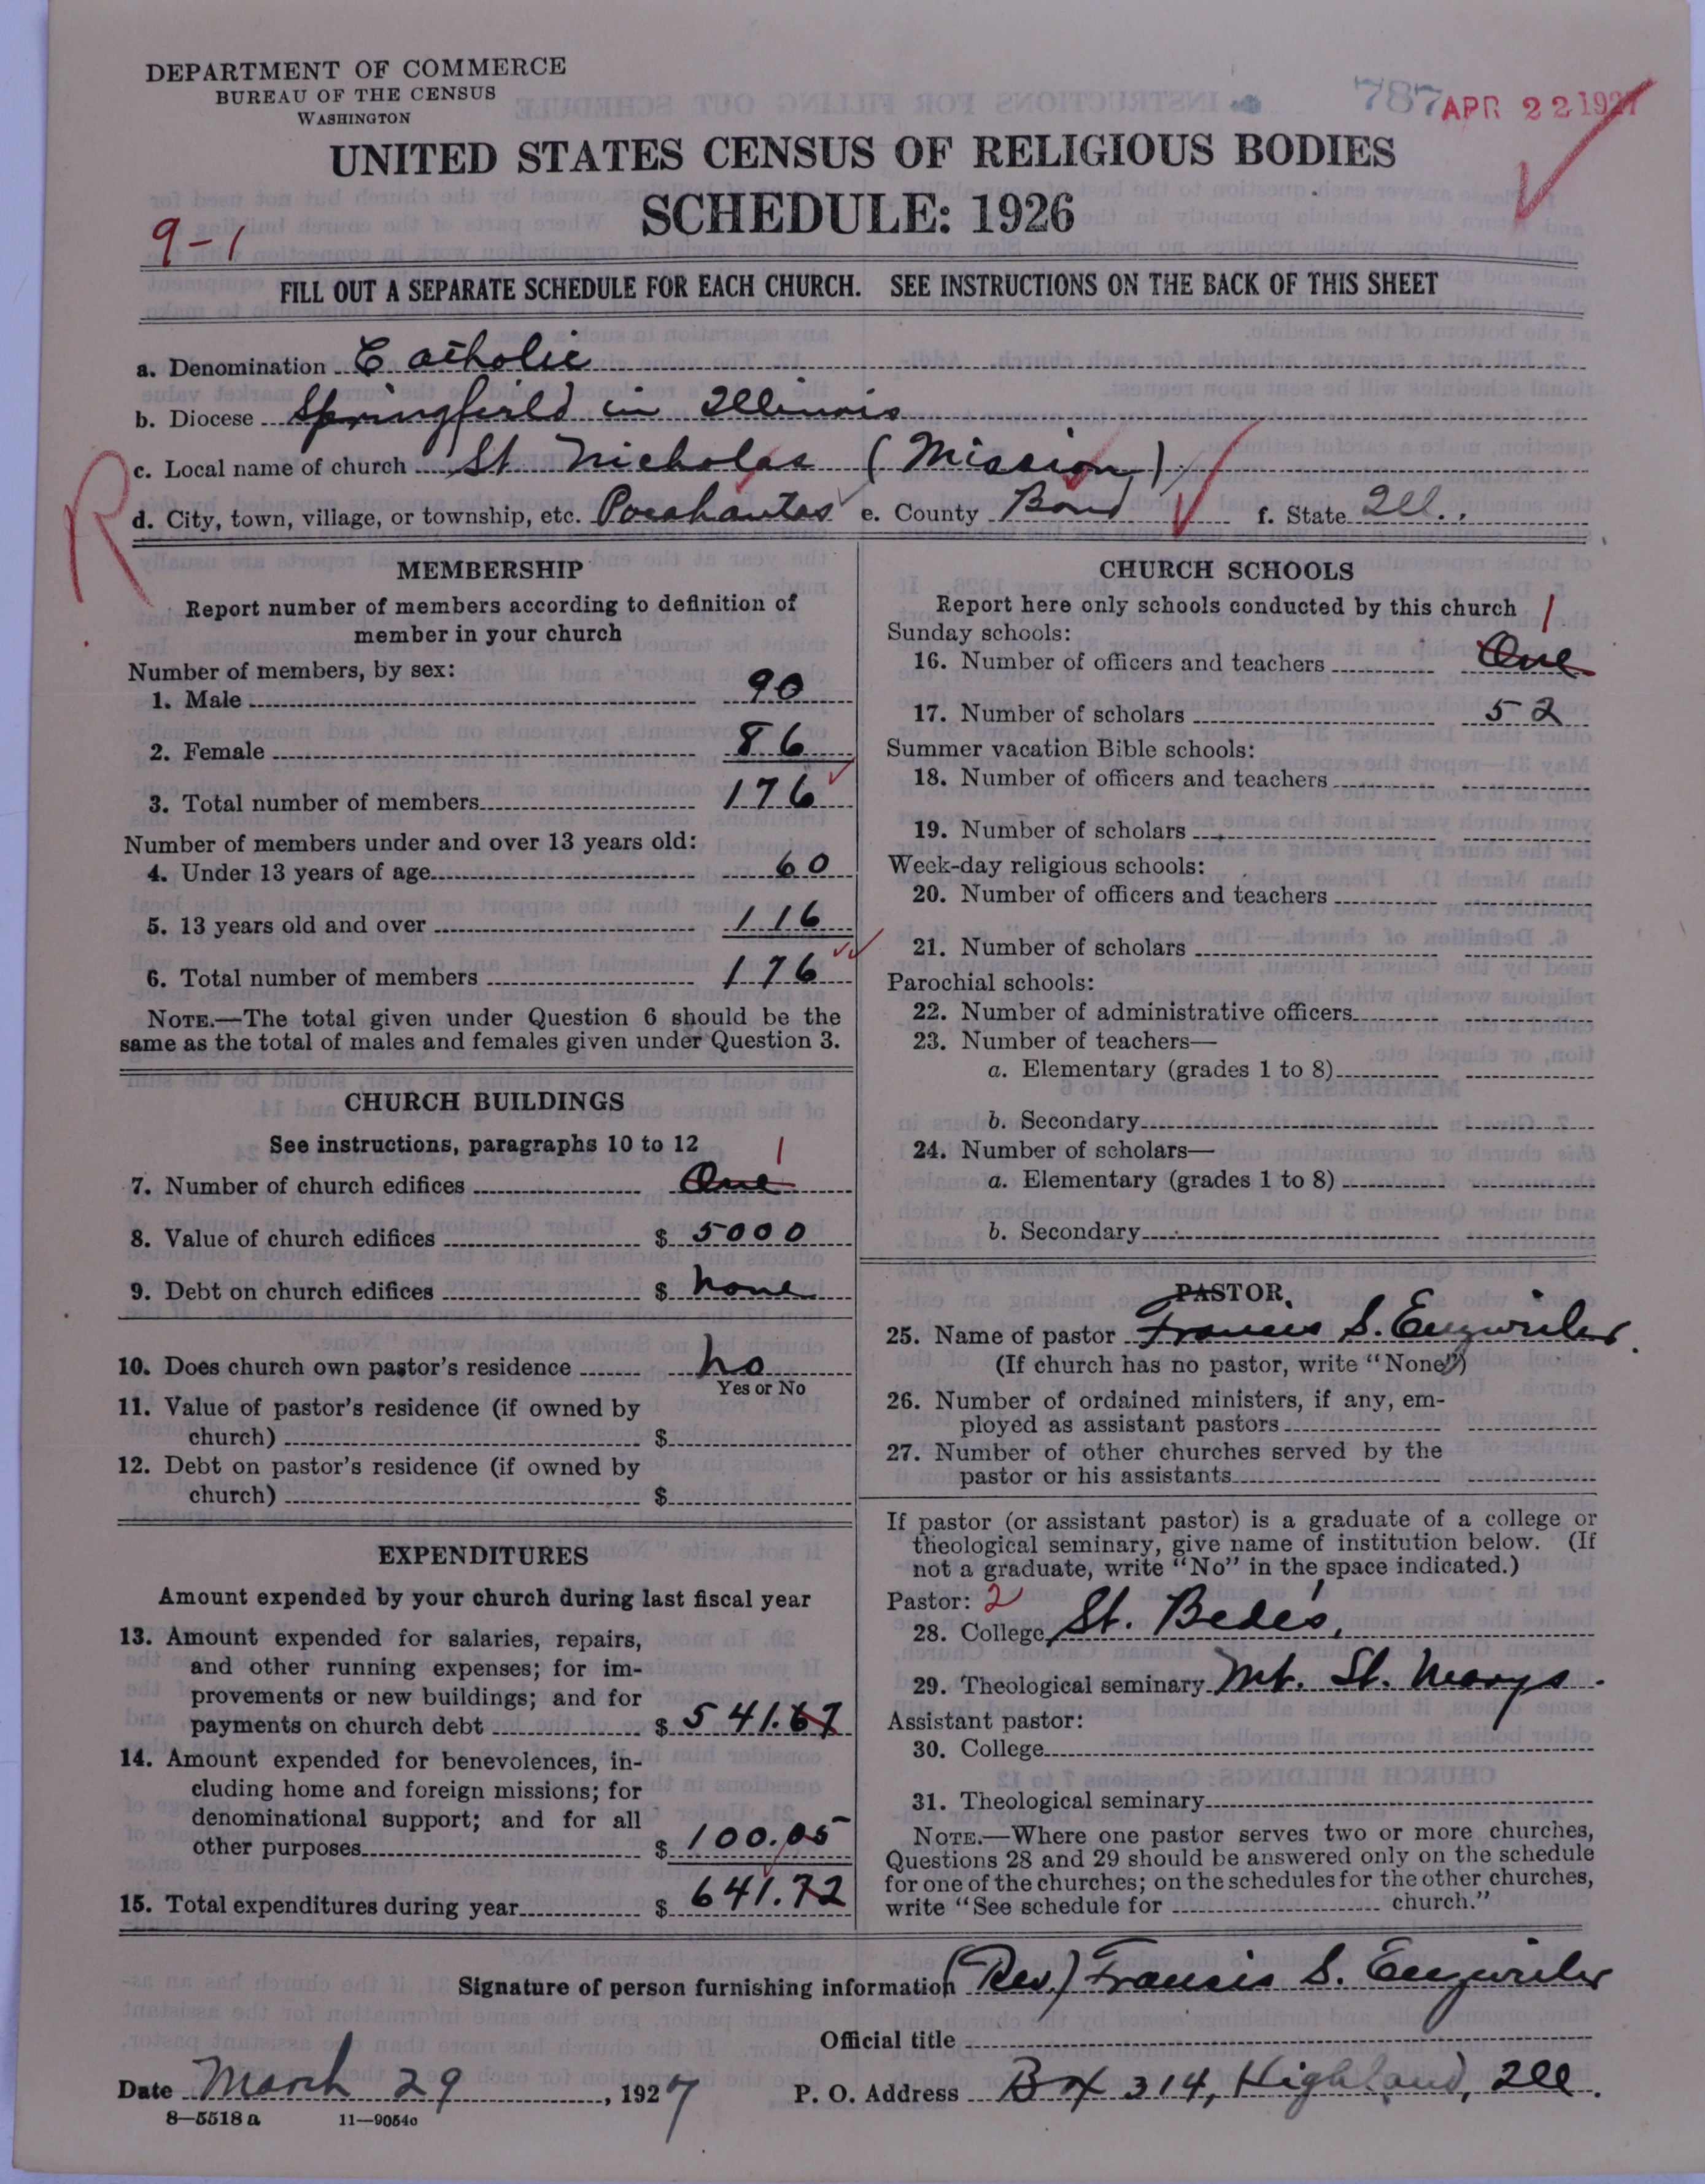 DEPARTMENT OF COMMERCE
BUREAU OF THE CENSUS
WASHINGTON
787 APR 22 1927
UNITED STATES CENSUS OF RELIGIOUS BODIES
SCHEDULE: 1926
9-1
FILL OUT A SEPARATE SCHEDULE FOR EACH CHURCH. SEE INSTRUCTIONS ON THE BACK OF THIS SHEET
a. Denomination Catholic
b. Diocese Springfield in Illinois
c. Local name of church St. Nicholas (Mission)
R
d. City, town, village, or township, etc. Pocahontas e. County Bond f. State Ill.
MEMBERSHIP
Report number of members according to definition of
member in your church
Number of members, by sex:
1. Male 90
2. Female 86
3. Total number of members 176
Number of members under and over 13 years old:
4. Under 13 years of age 60
5. 13 years old and over 116
6. Total number of members 176
NOTE.—The total given under Question 6 should be the
same as the total of males and females given under Question 3.
CHURCH BUILDINGS
See instructions, paragraphs 10 to 12
7. Number of church edifices One 1
8. Value of church edifices $ 5000
9. Debt on church edifices $ none
10. Does church own pastor's residence no
Yes or No
11. Value of pastor's residence (if owned by
church) $
12. Debt on pastor's residence (if owned by
church) $
EXPENDITURES
Amount expended by your church during last fiscal year
13. Amount expended for salaries, repairs,
and other running expenses; for im-
provements or new buildings; and for
payments on church debt $ 541.67
14. Amount expended for benevolences, in-
cluding home and foreign missions; for
denominational support; and for all
other purposes $ 100.05
15. Total expenditures during year $ 641.72
CHURCH SCHOOLS
Report here only schools conducted by this church
Sunday schools: 1
16. Number of officers and teachers One
17. Number of scholars 52
Summer vacation Bible schools:
18. Number of officers and teachers
19. Number of scholars
Week-day religious schools:
20. Number of officers and teachers
21. Number of scholars
Parochial schools:
22. Number of administrative officers
23. Number of teachers—
a. Elementary (grades 1 to 8)
b. Secondary
24. Number of scholars—
a. Elementary (grades 1 to 8)
b. Secondary
PASTOR
25. Name of pastor Francis S. Enzweiler.
(If church has no pastor, write "None")
26. Number of ordained ministers, if any, em-
ployed as assistant pastors
27. Number of other churches served by the
pastor or his assistants
If pastor (or assistant pastor) is a graduate of a college or
theological seminary, give name of institution below. (If
not a graduate, write "No" in the space indicated.)
Pastor: 2
28. College St. Bede's,
29. Theological seminary Mt. St. Marys.
Assistant pastor:
30. College
31. Theological seminary
NOTE.—Where one pastor serves two or more churches,
Questions 28 and 29 should be answered only on the schedule
for one of the churches; on the schedules for the other churches,
write "See schedule for church."
Signature of person furnishing information (Rev.) Francis S. Enzweiler
Official title
Date March 29, 1927 P. O. Address Box 314, Highland, Ill.
8—5518 a 11—9054o